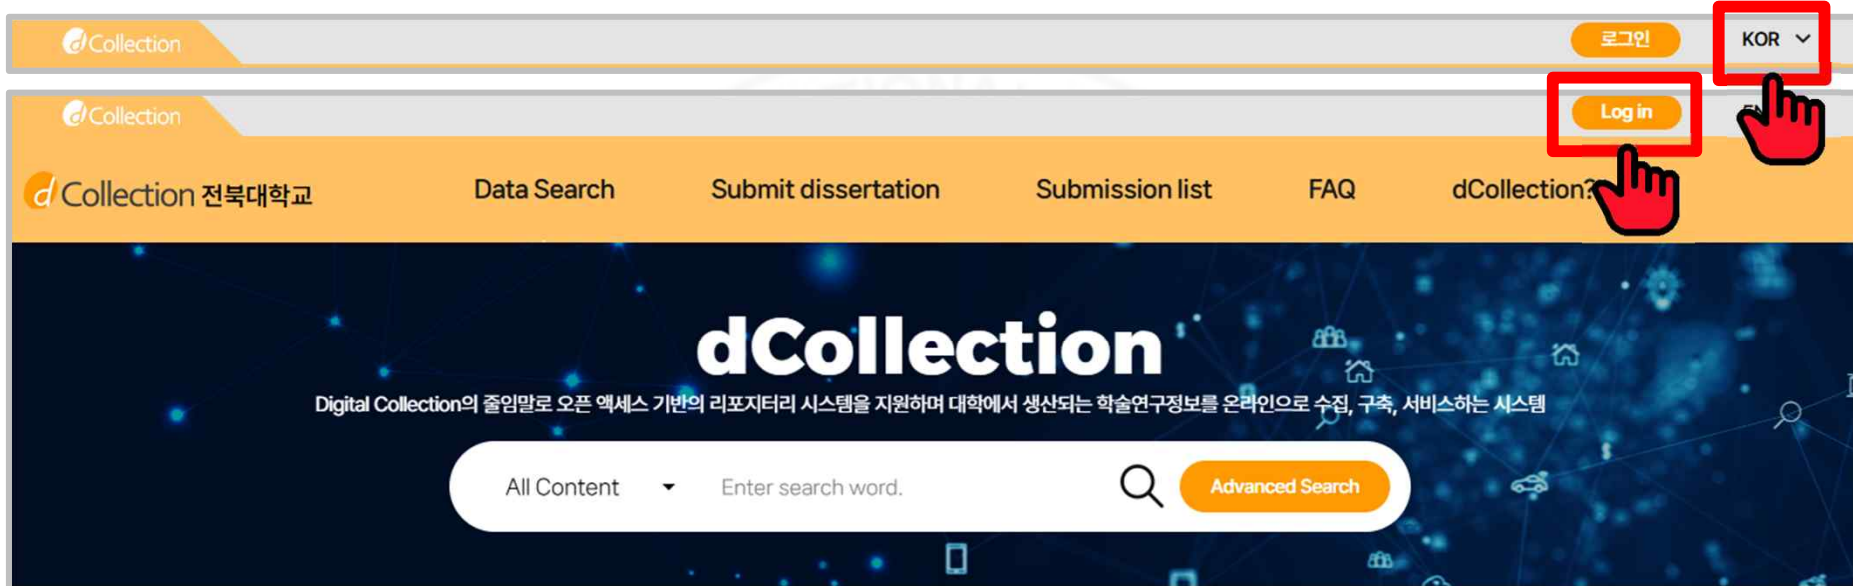 dCollection
로그인
KOR
dCollection
Log in
dCollection 전북대학교
Data Search
Submit dissertation
Submission list
FAQ
dCollection?
dCollection
Digital Collection의 줄임말로 오픈 액세스 기반의 리포지터리 시스템을 지원하며 대학에서 생산되는 학술연구정보를 온라인으로 수집, 구축, 서비스하는 시스템
All Content
Enter search word.
Advanced Search